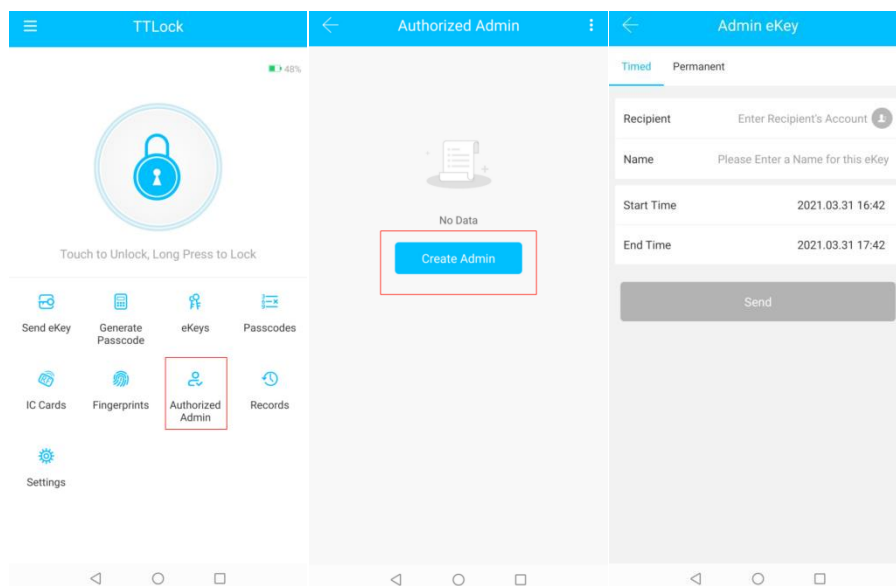 TTLock
48%
Touch to Unlock, Long Press to Lock
Send eKey
Generate
Passcode
eKeys
Passcodes
IC Cards
Fingerprints
Authorized
Admin
Records
Settings
Authorized Admin
No Data
Create Admin
Admin eKey
Timed Permanent
Recipient Enter Recipient's Account
Name Please Enter a Name for this eKey
Start Time 2021.03.31 16:42
End Time 2021.03.31 17:42
Send